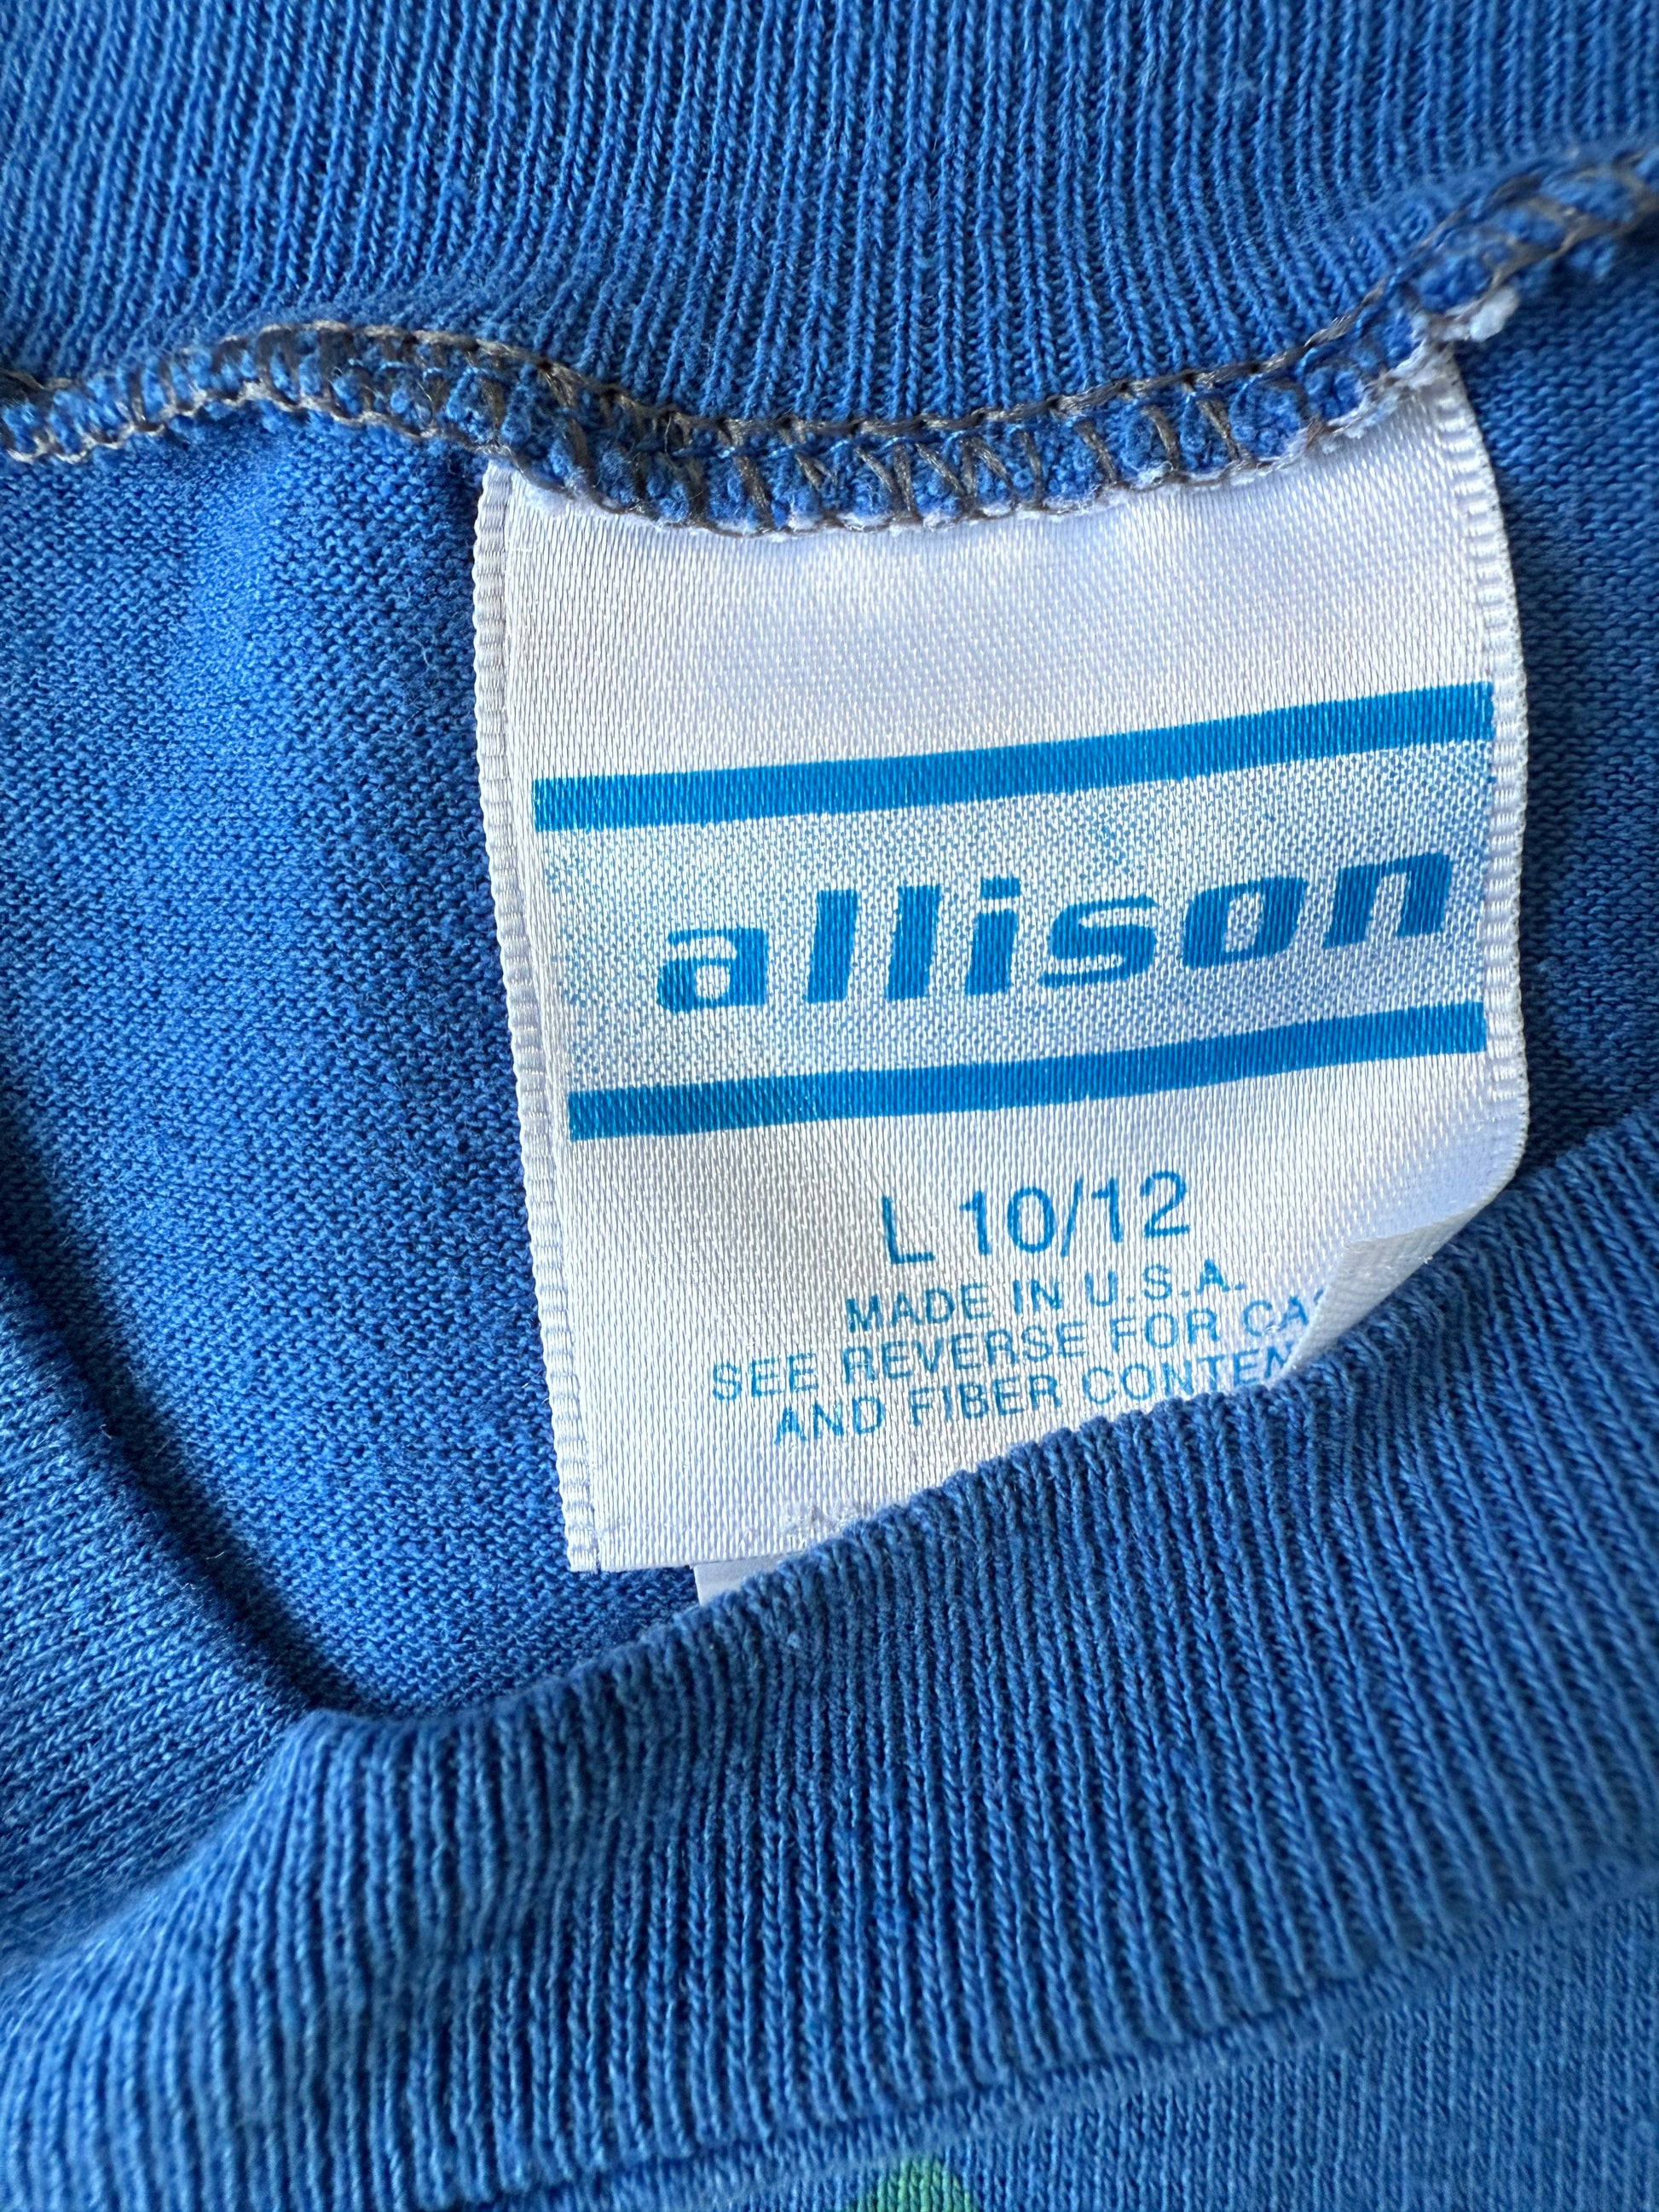 allison
L 10/12
MADE IN U.S.A.
SEE REVERSE FOR
AND FIBER